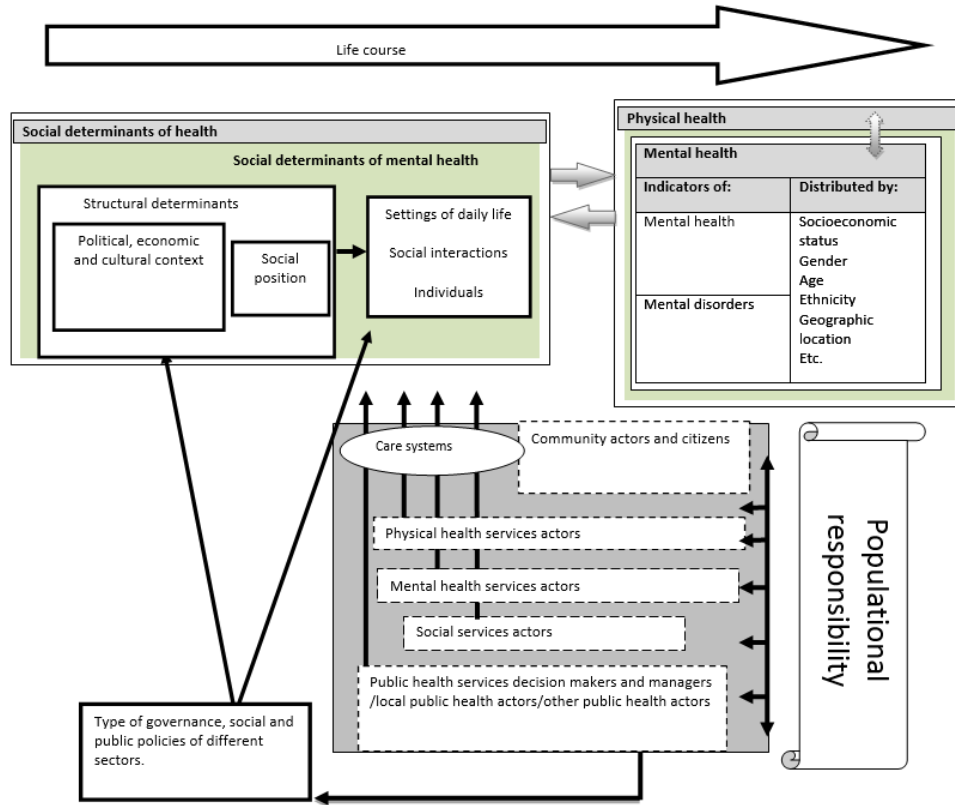 Life course
Social determinants of health
Social determinants of mental health
Structural determinants
Political, economic
and cultural context
Social
position
Settings of daily life
Social interactions
Individuals
Physical health
Mental health
Indicators of:
Distributed by:
Mental health
Mental disorders
Socioeconomic
status
Gender
Age
Ethnicity
Geographic
location
Etc.
Care systems
Community actors and citizens
Physical health services actors
Mental health services actors
Social services actors
Public health services decision makers and managers
/local public health actors/other public health actors
Populational
responsibility
Type of governance, social and
public policies of different
sectors.